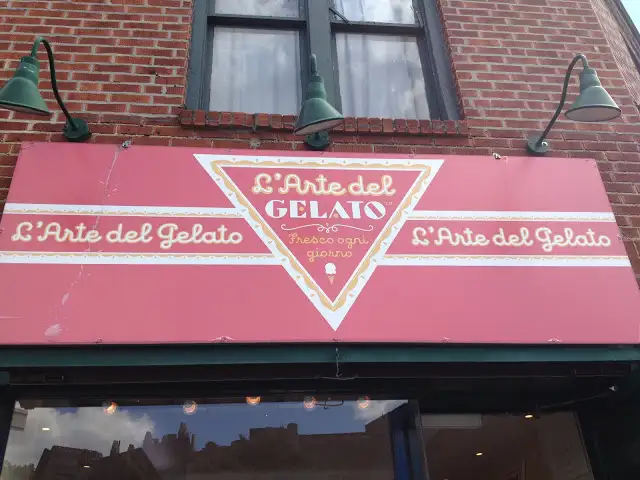 L'Arte del
GELATO
Fresco ogni
giorno
L'Arte del Gelato
L'Arte del Gelato